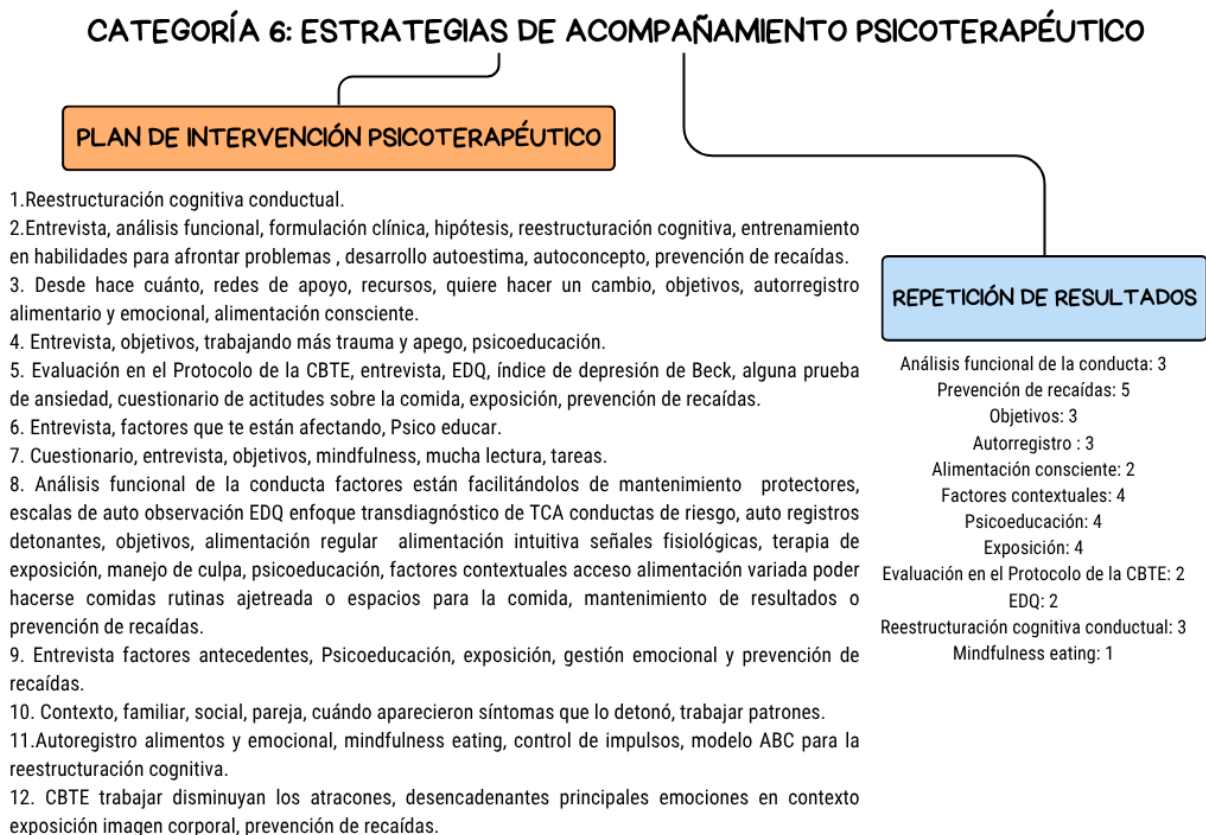 CATEGORÍA 6: ESTRATEGIAS DE ACOMPAÑAMIENTO PSICOTERAPÉUTICO
PLAN DE INTERVENCIÓN PSICOTERAPÉUTICO
1.Reestructuración cognitiva conductual.
2.Entrevista, análisis funcional, formulación clínica, hipótesis, reestructuración cognitiva, entrenamiento
en habilidades para afrontar problemas , desarrollo autoestima, autoconcepto, prevención de recaídas.
3. Desde hace cuánto, redes de apoyo, recursos, quiere hacer un cambio, objetivos, autorregistro
alimentario y emocional, alimentación consciente.
4. Entrevista, objetivos, trabajando más trauma y apego, psicoeducación.
5. Evaluación en el Protocolo de la CBTE, entrevista, EDQ, índice de depresión de Beck, alguna prueba
de ansiedad, cuestionario de actitudes sobre la comida, exposición, prevención de recaídas.
6. Entrevista, factores que te están afectando, Psico educar.
7. Cuestionario, entrevista, objetivos, mindfulness, mucha lectura, tareas.
8. Análisis funcional de la conducta factores están facilitándolos de mantenimiento protectores,
escalas de auto observación EDQ enfoque transdiagnóstico de TCA conductas de riesgo, auto registros
detonantes, objetivos, alimentación regular alimentación intuitiva señales fisiológicas, terapia de
exposición, manejo de culpa, psicoeducación, factores contextuales acceso alimentación variada poder
hacerse comidas rutinas ajetreada o espacios para la comida, mantenimiento de resultados o
prevención de recaídas.
9. Entrevista factores antecedentes, Psicoeducación, exposición, gestión emocional y prevención de
recaídas.
10. Contexto, familiar, social, pareja, cuándo aparecieron síntomas que lo detonó, trabajar patrones.
11.Autoregistro alimentos y emocional, mindfulness eating, control de impulsos, modelo ABC para la
reestructuración cognitiva.
12. CBTE trabajar disminuyan los atracones, desencadenantes principales emociones en contexto
exposición imagen corporal, prevención de recaídas.
REPETICIÓN DE RESULTADOS
Análisis funcional de la conducta: 3
Prevención de recaídas: 5
Objetivos: 3
Autorregistro : 3
Alimentación consciente: 2
Factores contextuales: 4
Psicoeducación: 4
Exposición: 4
Evaluación en el Protocolo de la CBTE: 2
EDQ: 2
Reestructuración cognitiva conductual: 3
Mindfulness eating: 1